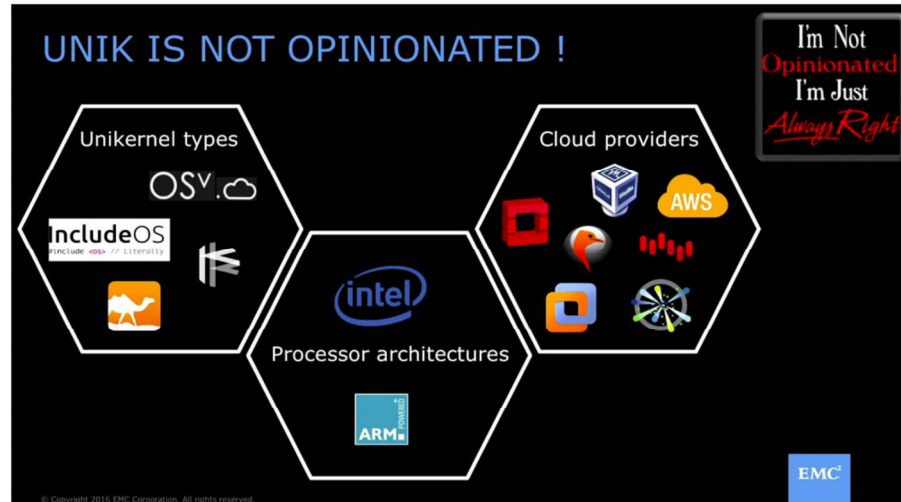 UNIK IS NOT OPINIONATED !
I'm Not
Opinionated
I'm Just
Always Right
Unikernel types
OSv
IncludeOS
#include <os> // Literally
Cloud providers
AWS
intel
Processor architectures
ARM
POWERED
EMC²
© Copyright 2016 EMC Corporation. All rights reserved.